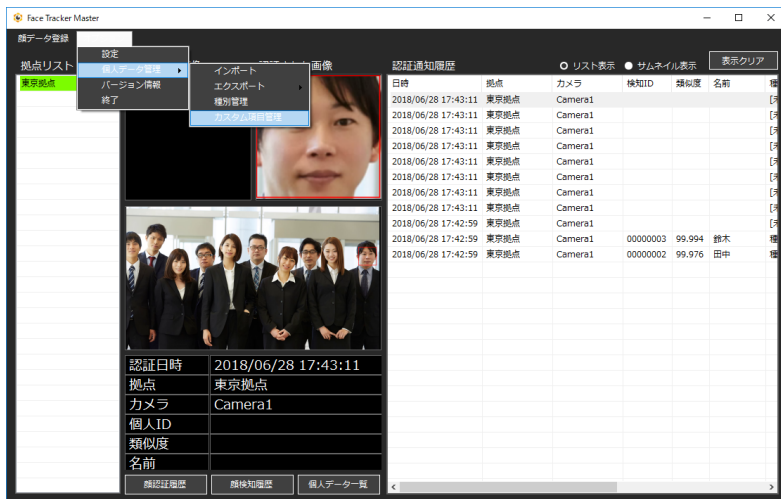 Face Tracker Master
顔データ登録
設定
個人データ管理
バージョン情報
終了
インポート
エクスポート
種別管理
カスタム項目管理
拠点リスト
画像
認証通知履歴
リスト表示
サムネイル表示
表示クリア
東京拠点
日時 拠点 カメラ 検知ID 類似度 名前 種
2018/06/28 17:43:11 東京拠点 Camera1
2018/06/28 17:43:11 東京拠点 Camera1
2018/06/28 17:43:11 東京拠点 Camera1
2018/06/28 17:43:11 東京拠点 Camera1
2018/06/28 17:43:11 東京拠点 Camera1
2018/06/28 17:43:11 東京拠点 Camera1
2018/06/28 17:43:11 東京拠点 Camera1
2018/06/28 17:43:11 東京拠点 Camera1
2018/06/28 17:42:59 東京拠点 Camera1
2018/06/28 17:42:59 東京拠点 Camera1 00000003 99.994 鈴木 種
2018/06/28 17:42:59 東京拠点 Camera1 00000002 99.976 田中 種
認証日時 2018/06/28 17:43:11
拠点 東京拠点
カメラ Camera1
個人ID
類似度
名前
顔認証履歴 顔検知履歴 個人データ一覧